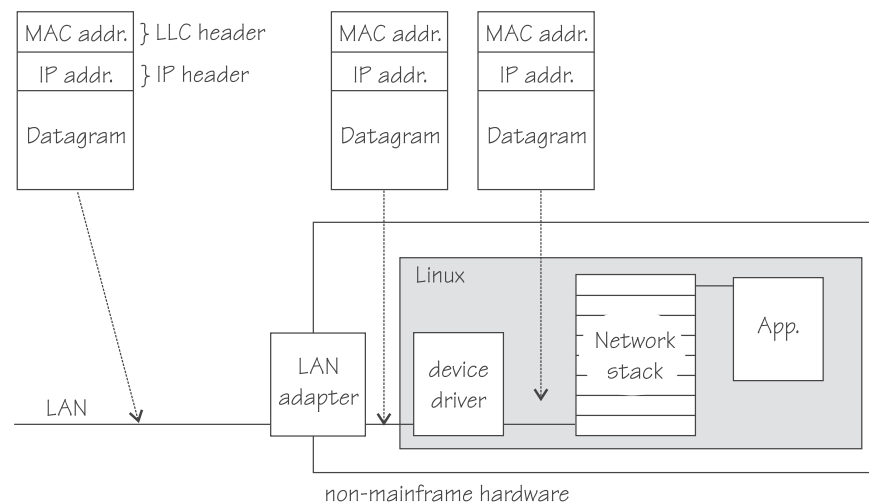 MAC addr. } LLC header
IP addr. } IP header
Datagram
MAC addr.
IP addr.
Datagram
MAC addr.
IP addr.
Datagram
Linux
LAN
LAN
adapter
device
driver
Network
stack
App.
non-mainframe hardware